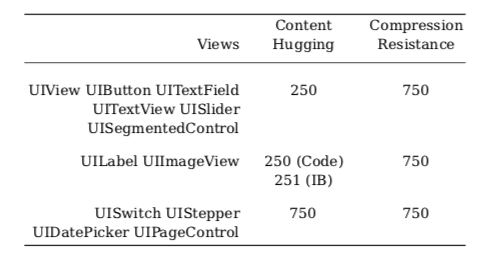 Content Compression
Views Hugging Resistance
UIView UIButton UITextField 250 750
UITextView UISlider
UISegmentedControl
UILabel UIImageView 250 (Code) 750
251 (IB)
UISwitch UIStepper 750 750
UIDatePicker UIPageControl